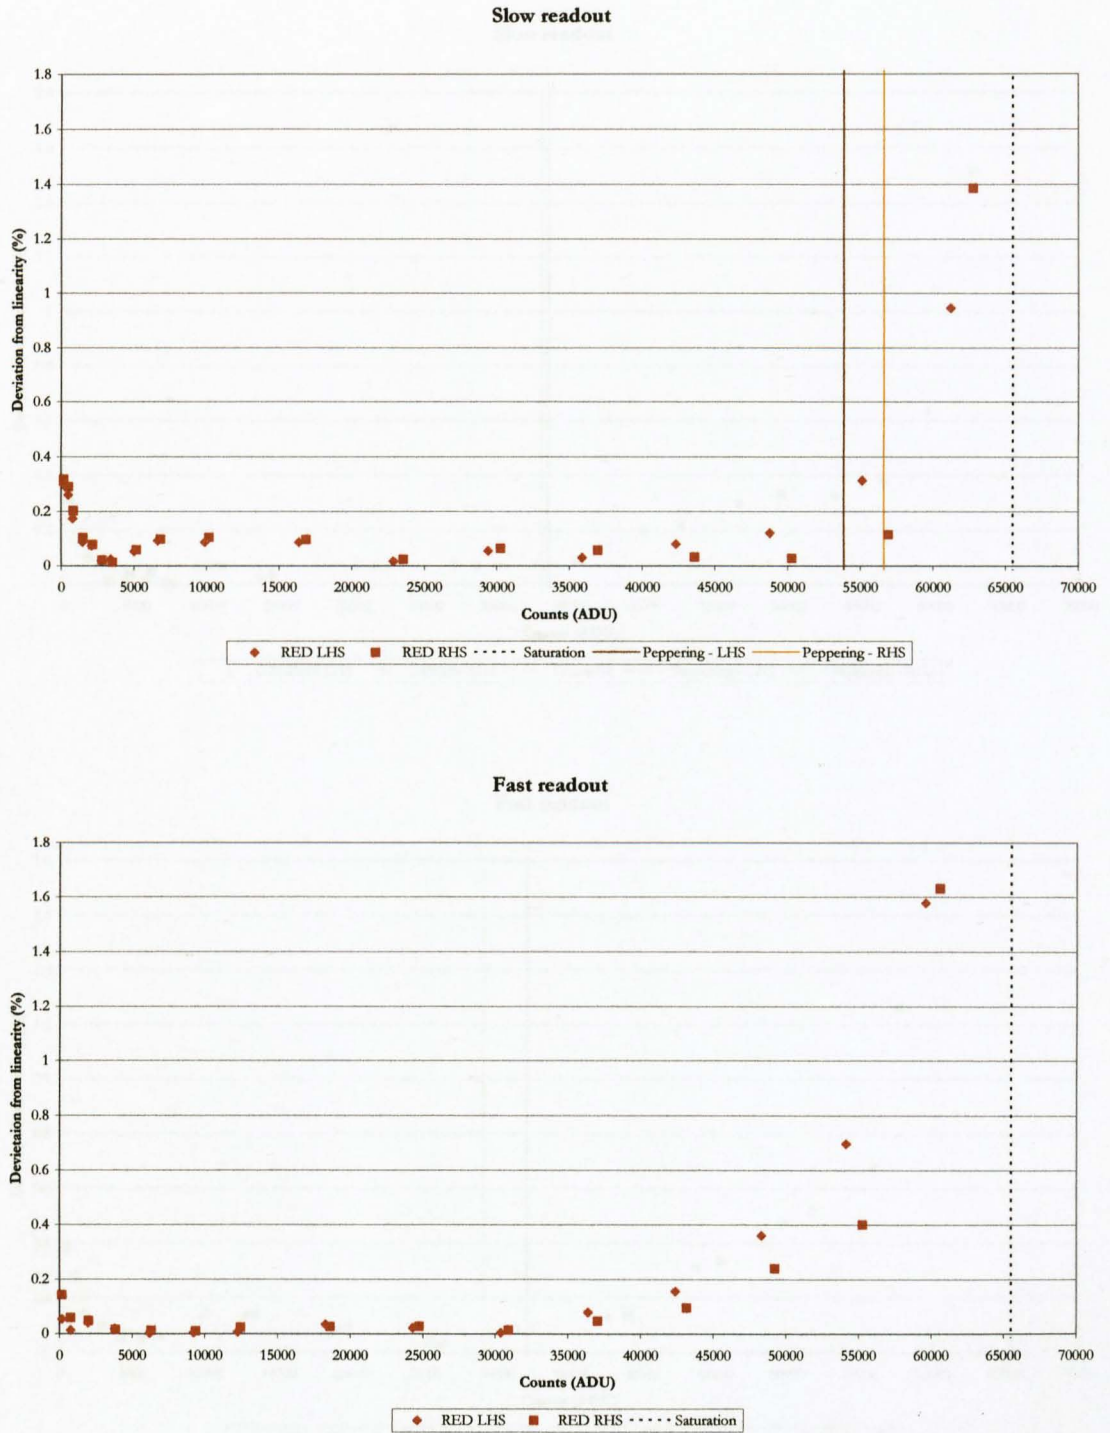 Slow readout
1.8
1.6
1.4
1.2
1
0.8
0.6
0.4
0.2
0
Deviation from linearity (%)
0 5000 10000 15000 20000 25000 30000 35000 40000 45000 50000 55000 60000 65000 70000
Counts (ADU)
RED LHS RED RHS Saturation Peppering - LHS Peppering - RHS
Fast readout
1.8
1.6
1.4
1.2
1
0.8
0.6
0.4
0.2
0
Devietaion from linearity (%)
0 5000 10000 15000 20000 25000 30000 35000 40000 45000 50000 55000 60000 65000 70000
Counts (ADU)
RED LHS RED RHS Saturation